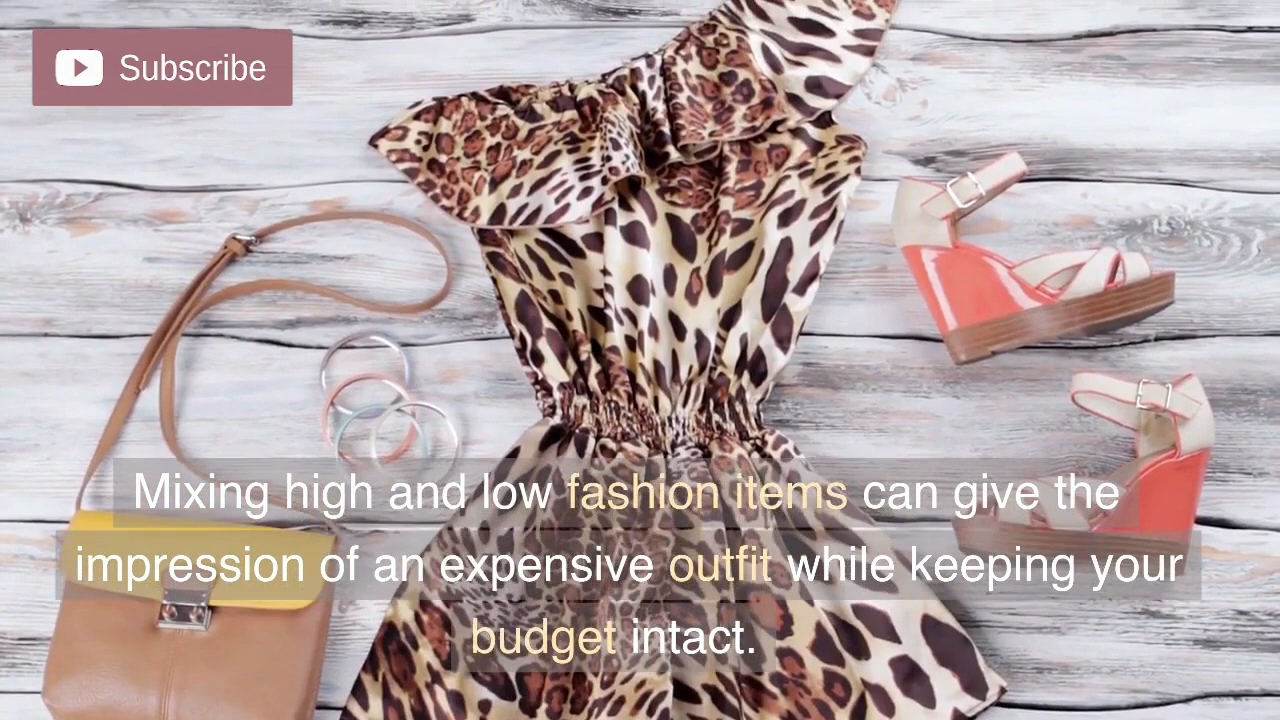 Subscribe
Mixing high and low fashion items can give the
impression of an expensive outfit while keeping your
budget intact.